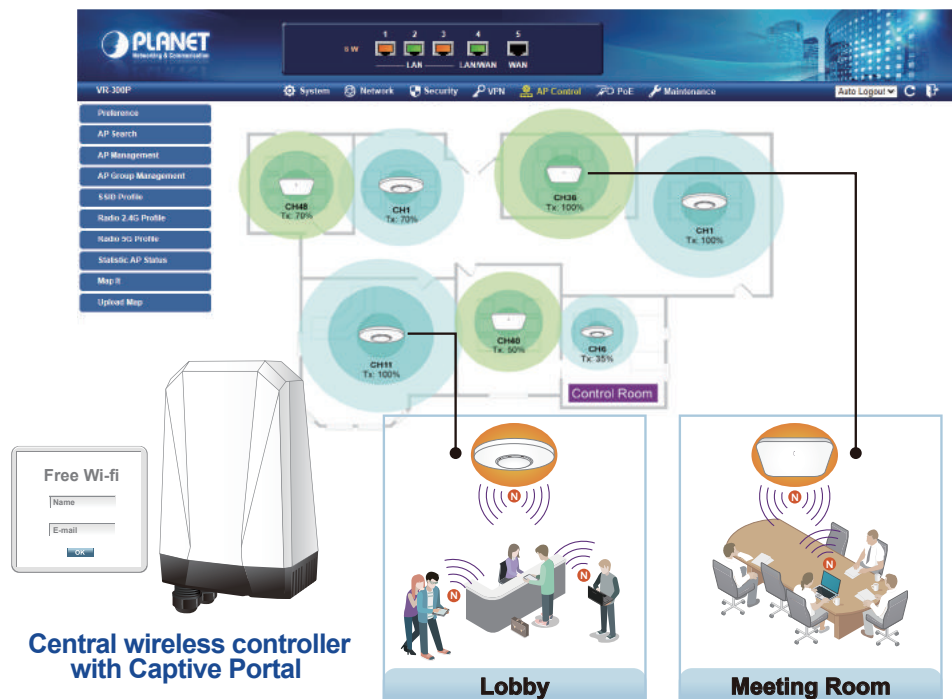 PLANET
Networking & Communication
1 2 3 4 5
6 W
LAN LAN/WAN WAN
VR-300P
System Network Security VPN AP Control PoE Maintenance
Auto Logout
Preference
AP Search
AP Management
AP Group Management
SSID Profile
Radio 2.4G Profile
Radio 5G Profile
Statistic AP Status
Map It
Upload Map
CH48
Tx: 70%
CH1
Tx: 70%
CH36
Tx: 100%
CH1
Tx: 100%
CH11
Tx: 100%
CH40
Tx: 50%
CH6
Tx: 35%
Control Room
Free Wi-fi
Name
E-mail
OK
Central wireless controller
with Captive Portal
N
N
N
Lobby
N
N
Meeting Room